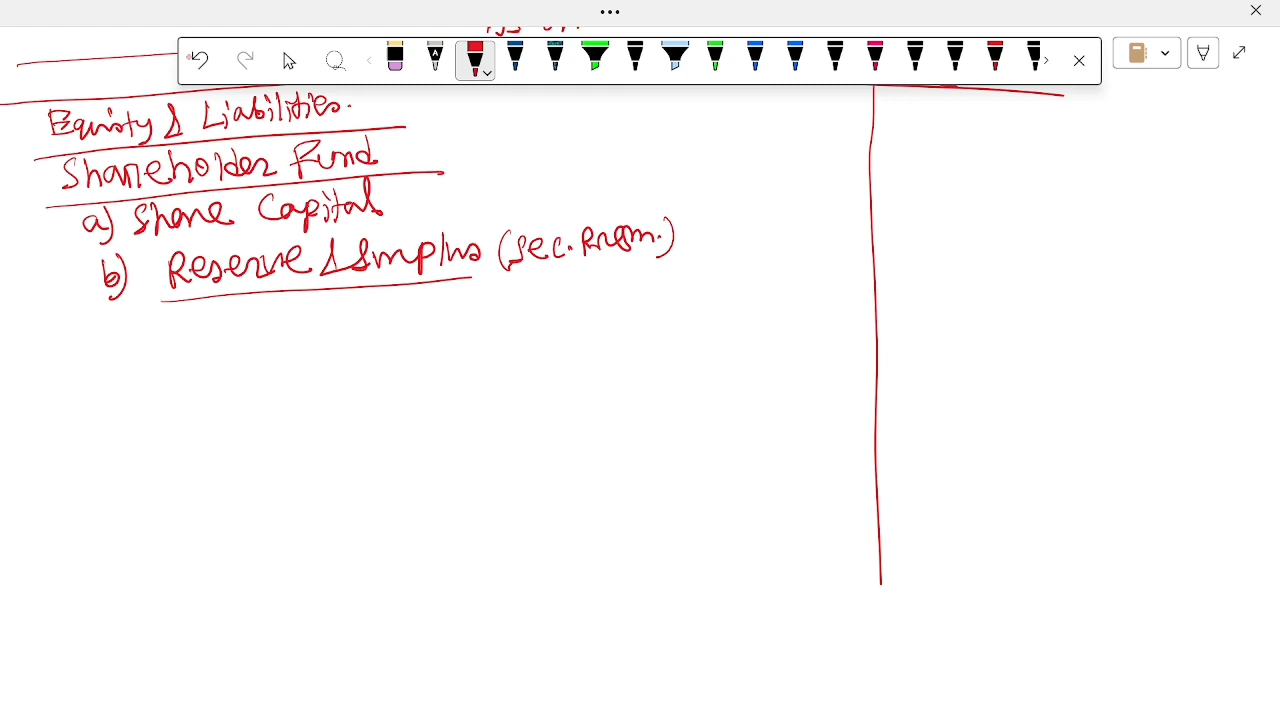 Equity & Liabilities.
Shareholder Fund
a) Share Capital
b) Reserve & Surplus (Sec. Prem.)